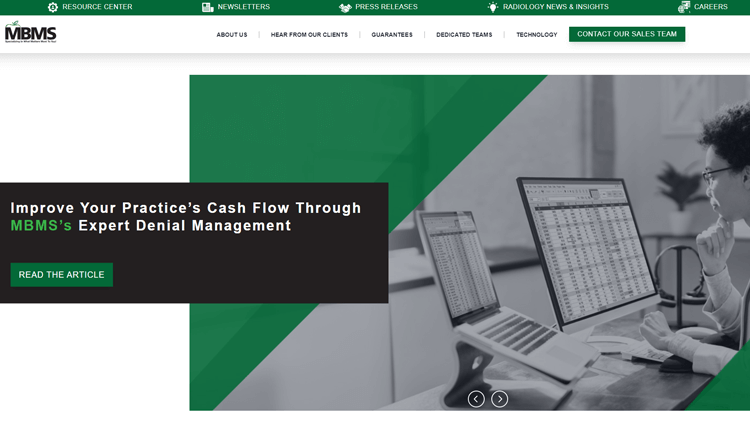 RESOURCE CENTER
NEWSLETTERS
PRESS RELEASES
RADIOLOGY NEWS & INSIGHTS
CAREERS
MBMS
ABOUT US
HEAR FROM OUR CLIENTS
GUARANTEES
DEDICATED TEAMS
TECHNOLOGY
CONTACT OUR SALES TEAM
Improve Your Practice's Cash Flow Through
MBMS's Expert Denial Management
READ THE ARTICLE